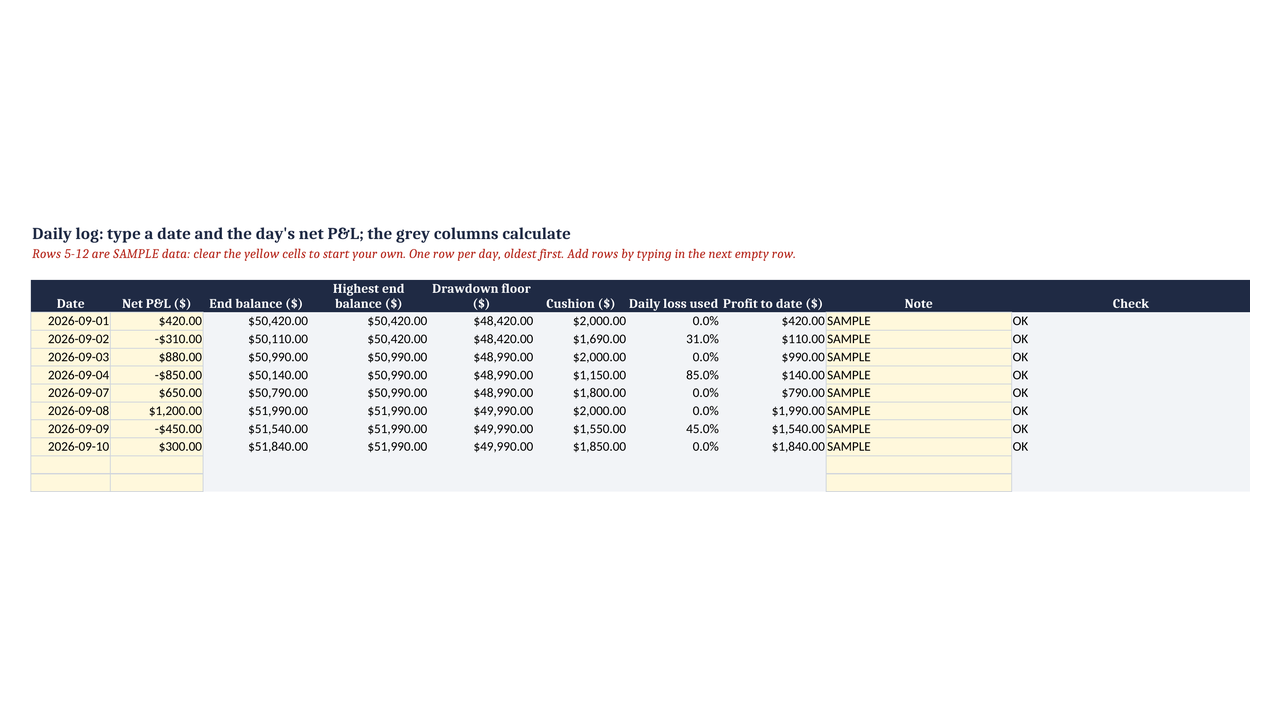 Daily log: type a date and the day's net P&L; the grey columns calculate
Rows 5-12 are SAMPLE data: clear the yellow cells to start your own. One row per day, oldest first. Add rows by typing in the next empty row.
Date Net P&L ($) End balance ($) Highest end balance ($) Drawdown floor ($) Cushion ($) Daily loss used Profit to date ($) Note Check
2026-09-01 $420.00 $50,420.00 $50,420.00 $48,420.00 $2,000.00 0.0% $420.00 SAMPLE OK
2026-09-02 -$310.00 $50,110.00 $50,420.00 $48,420.00 $1,690.00 31.0% $110.00 SAMPLE OK
2026-09-03 $880.00 $50,990.00 $50,990.00 $48,990.00 $2,000.00 0.0% $990.00 SAMPLE OK
2026-09-04 -$850.00 $50,140.00 $50,990.00 $48,990.00 $1,150.00 85.0% $140.00 SAMPLE OK
2026-09-07 $650.00 $50,790.00 $50,990.00 $48,990.00 $1,800.00 0.0% $790.00 SAMPLE OK
2026-09-08 $1,200.00 $51,990.00 $51,990.00 $49,990.00 $2,000.00 0.0% $1,990.00 SAMPLE OK
2026-09-09 -$450.00 $51,540.00 $51,990.00 $49,990.00 $1,550.00 45.0% $1,540.00 SAMPLE OK
2026-09-10 $300.00 $51,840.00 $51,990.00 $49,990.00 $1,850.00 0.0% $1,840.00 SAMPLE OK